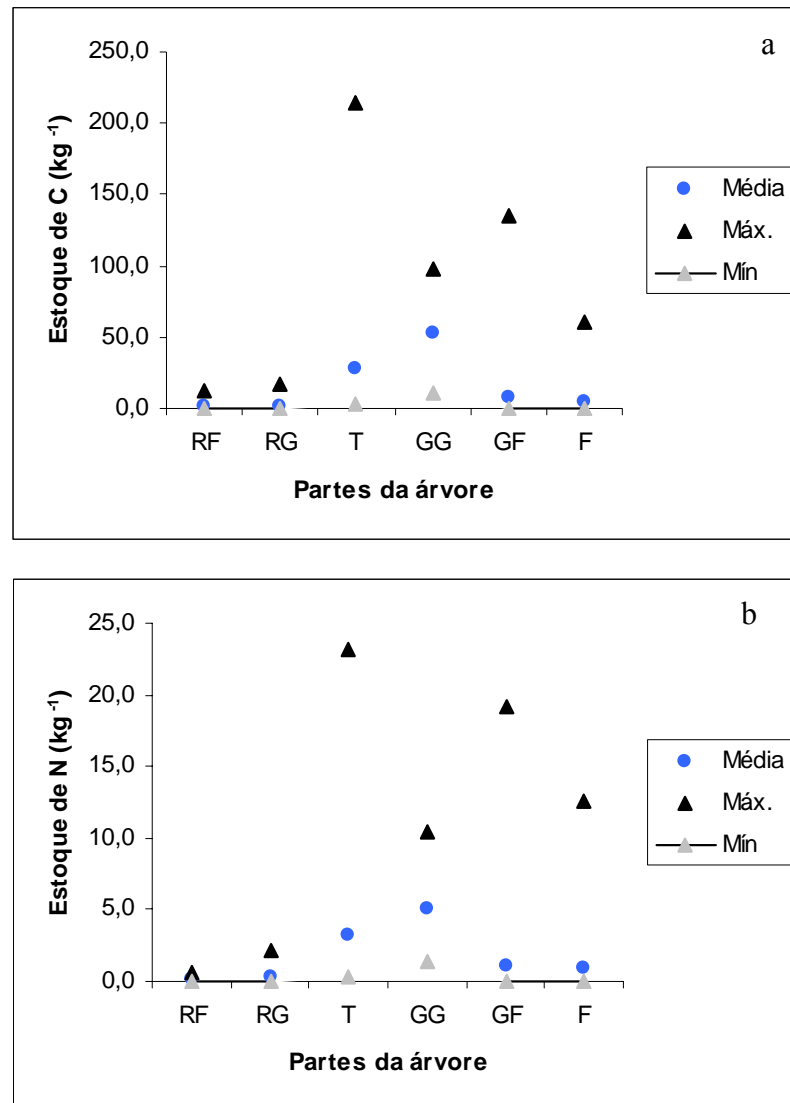 a
250,0
200,0
150,0
100,0
50,0
0,0
Estoque de C (kg -1)
RF RG T GG GF F
Partes da árvore
Média
Máx.
Mín
b
25,0
20,0
15,0
10,0
5,0
0,0
Estoque de N (kg -1)
RF RG T GG GF F
Partes da árvore
Média
Máx.
Mín